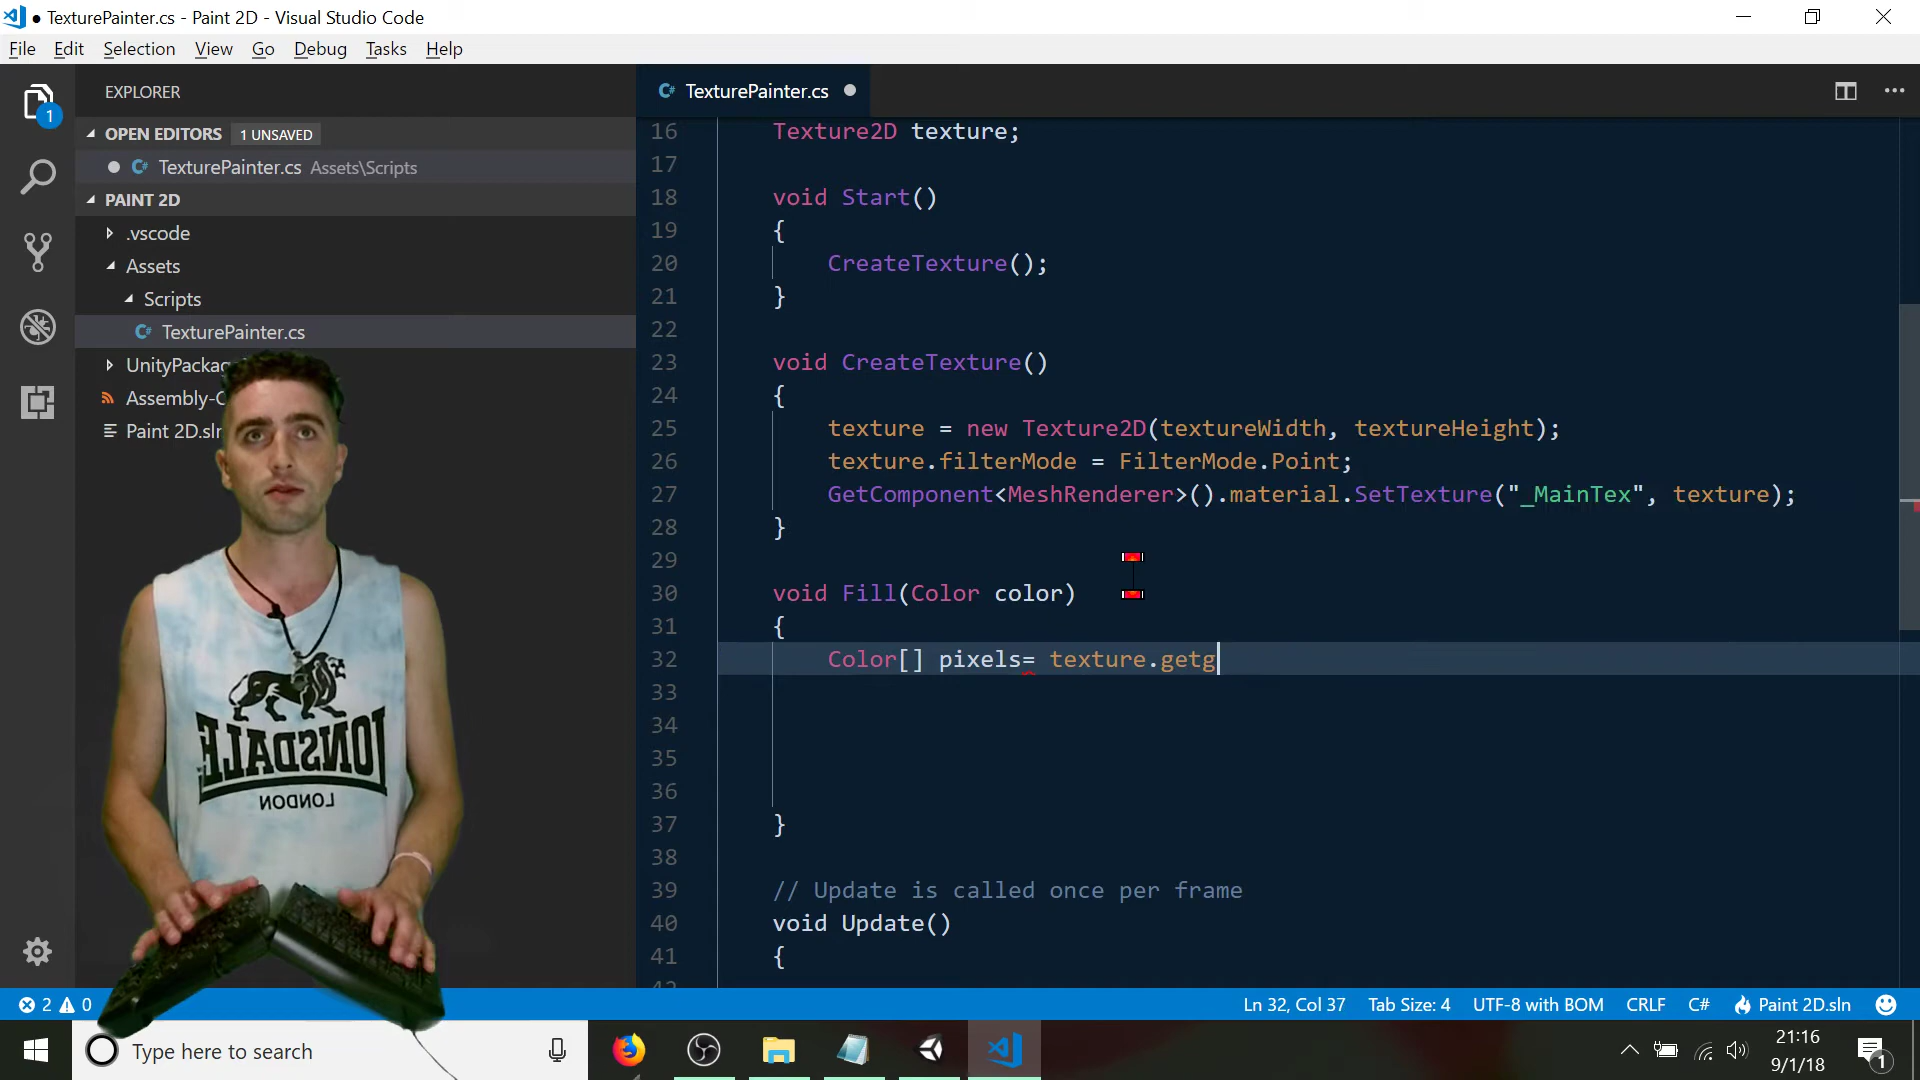 ● TexturePainter.cs - Paint 2D - Visual Studio Code
File Edit Selection View Go Debug Tasks Help
EXPLORER
OPEN EDITORS 1 UNSAVED
TexturePainter.cs Assets\Scripts
PAINT 2D
.vscode
Assets
Scripts
TexturePainter.cs
UnityPackage
Assembly-C
Paint 2D.sln
1
LONSDALE
LONDON
TexturePainter.cs
16 Texture2D texture;
17
18 void Start()
19 {
20 CreateTexture();
21 }
22
23 void CreateTexture()
24 {
25 texture = new Texture2D(textureWidth, textureHeight);
26 texture.filterMode = FilterMode.Point;
27 GetComponent<MeshRenderer>().material.SetTexture("_MainTex", texture);
28 }
29
30 void Fill(Color color)
31 {
32 Color[] pixels= texture.getg
33
34
35
36
37 }
38
39 // Update is called once per frame
40 void Update()
41 {
2 0 Ln 32, Col 37 Tab Size: 4 UTF-8 with BOM CRLF C# Paint 2D.sln
Type here to search
21:16
9/1/18
1